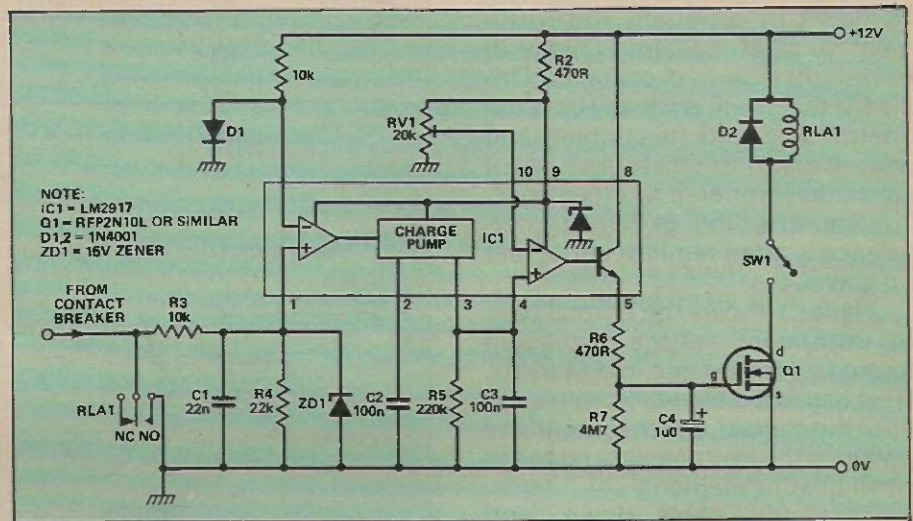 +12V
10k
R2
470R
D1
RV1
20k
D2
RLA1
10
9
8
NOTE:
IC1 = LM2917
Q1 = RFP2N10L OR SIMILAR
D1,2 = 1N4001
ZD1 = 15V ZENER
CHARGE
PUMP
IC1
SW1
FROM
CONTACT
BREAKER
R3
10k
1
2
3
4
5
R6
470R
d
g
Q1
s
RLA1
NC
NO
C1
22n
R4
22k
ZD1
C2
100n
R5
220k
C3
100n
R7
4M7
C4
1u0
+
0V